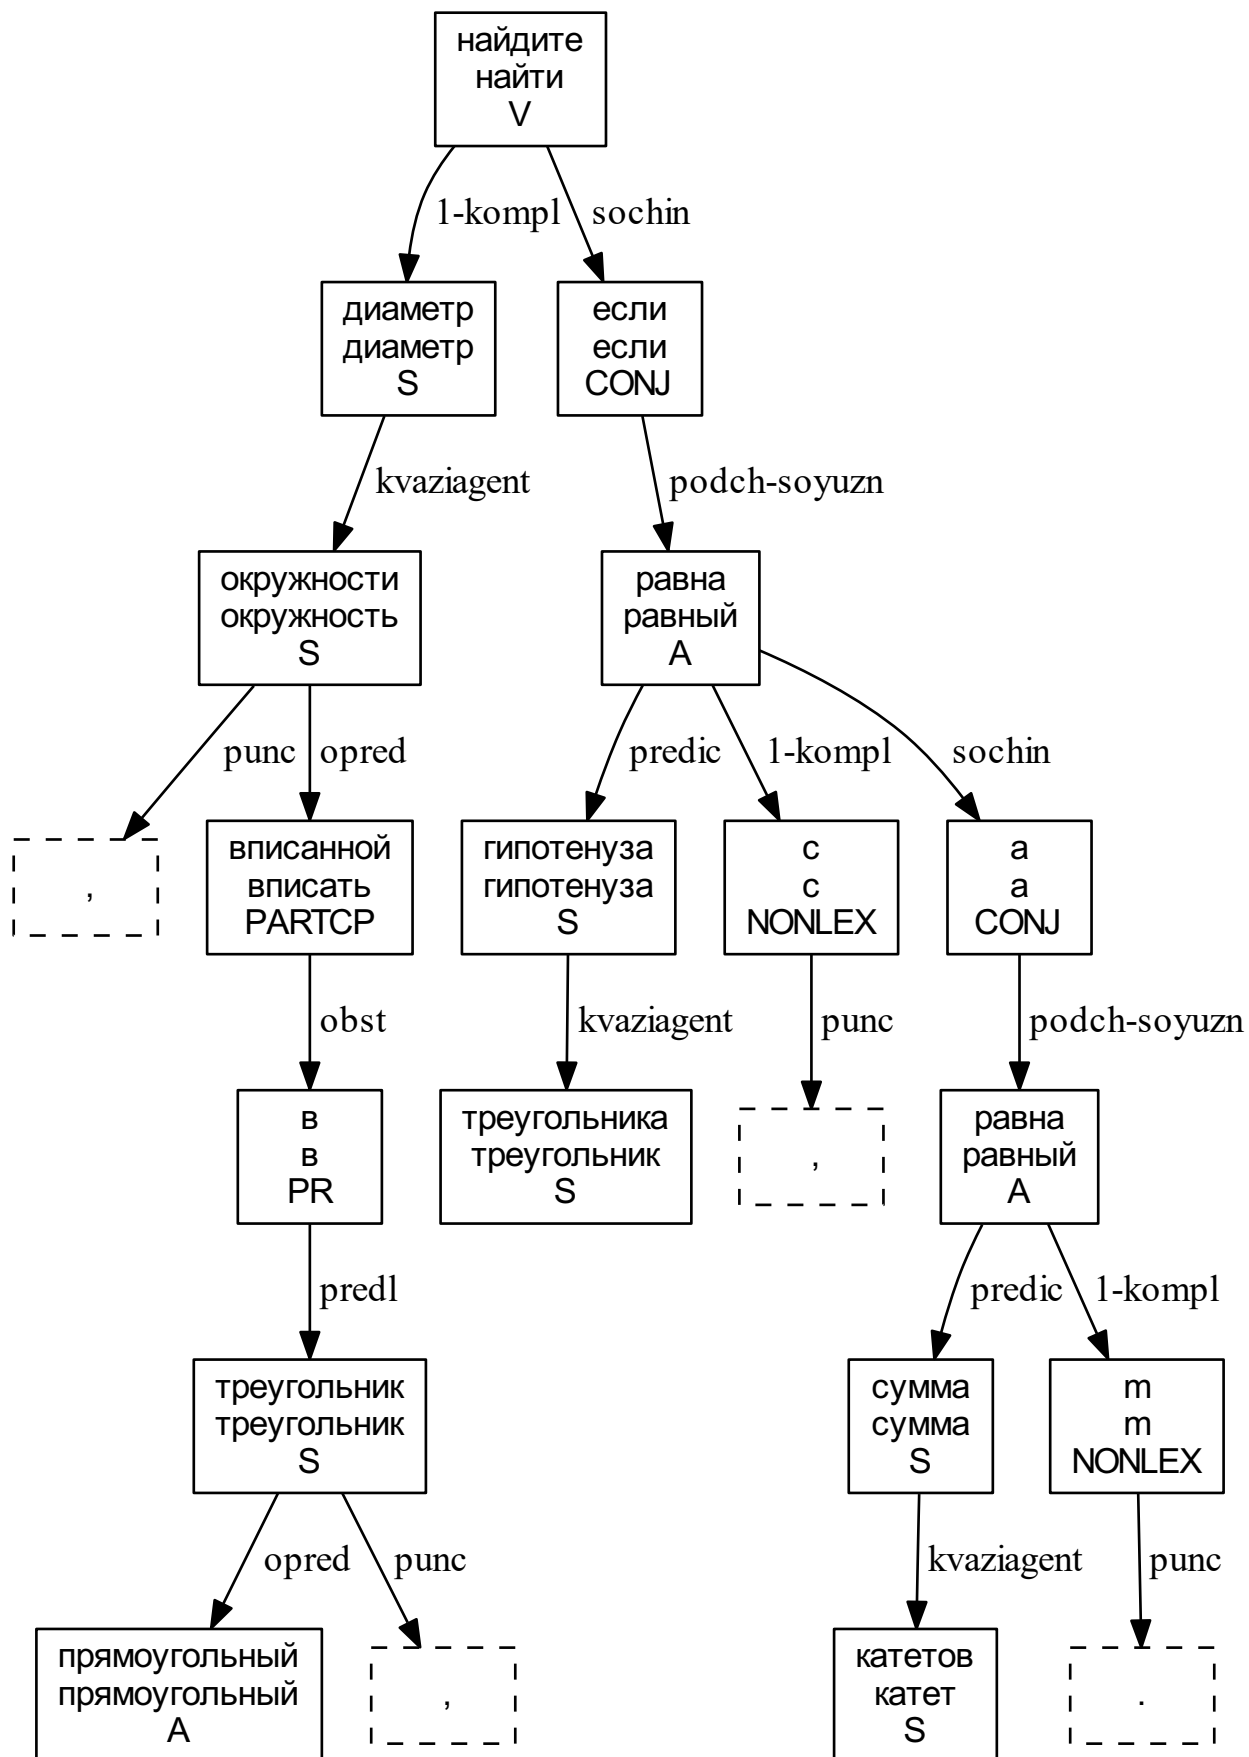 найдите
найти
V
1-kompl
sochin
диаметр
диаметр
S
если
если
CONJ
kvaziagent
podch-soyuzn
окружности
окружность
S
равна
равный
A
punc
opred
predic
1-kompl
sochin
,
вписанной
вписать
PARTCP
гипотенуза
гипотенуза
S
с
с
NONLEX
а
а
CONJ
obst
kvaziagent
punc
podch-soyuzn
в
в
PR
треугольника
треугольник
S
,
равна
равный
A
predl
predic
1-kompl
треугольник
треугольник
S
сумма
сумма
S
m
m
NONLEX
opred
punc
kvaziagent
punc
прямоугольный
прямоугольный
A
,
катетов
катет
S
.